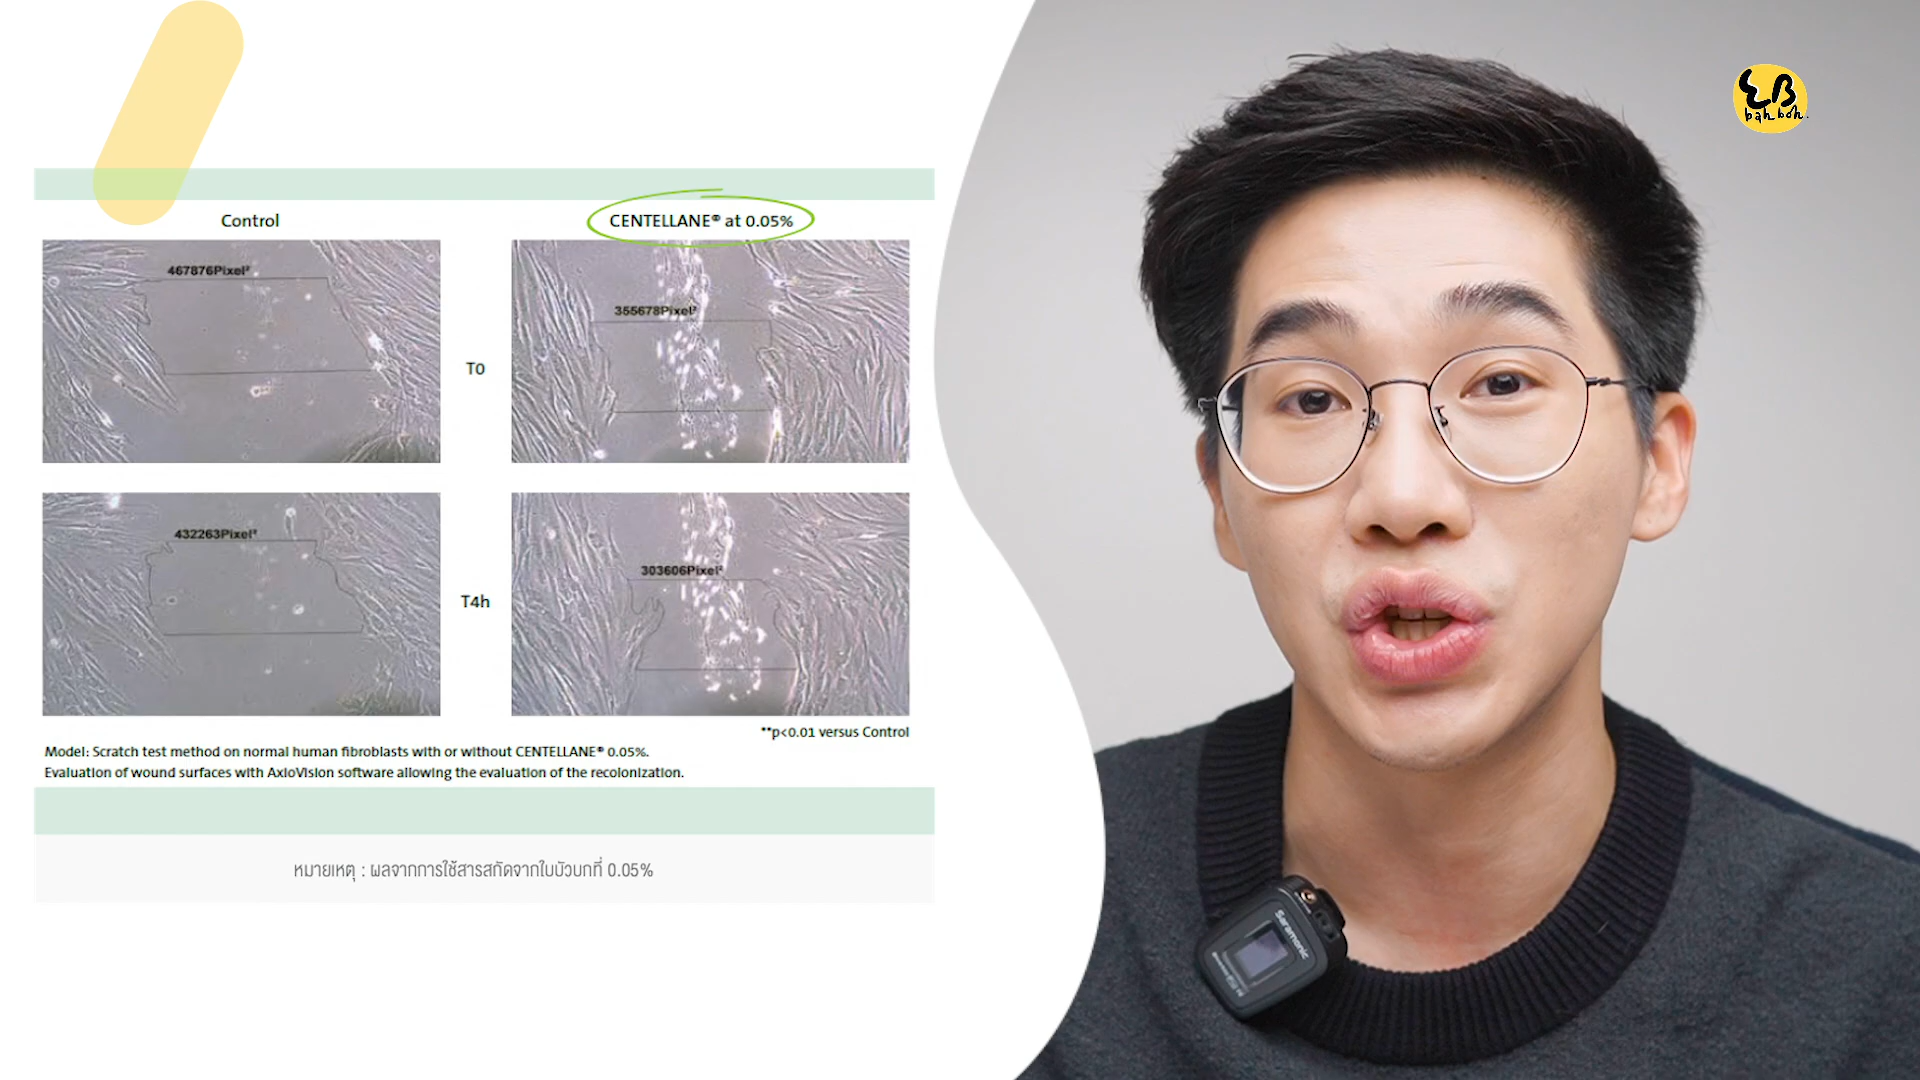 bah boh.
Control
CENTELLANE® at 0.05%
467876Pixel²
355678Pixel²
T0
432263Pixel²
303606Pixel²
T4h
**p<0.01 versus Control
Model: Scratch test method on normal human fibroblasts with or without CENTELLANE® 0.05%.
Evaluation of wound surfaces with AxioVision software allowing the evaluation of the recolonization.
หมายเหตุ : ผลจากการใช้สารสกัดจากใบบัวบกที่ 0.05%
Saramonic